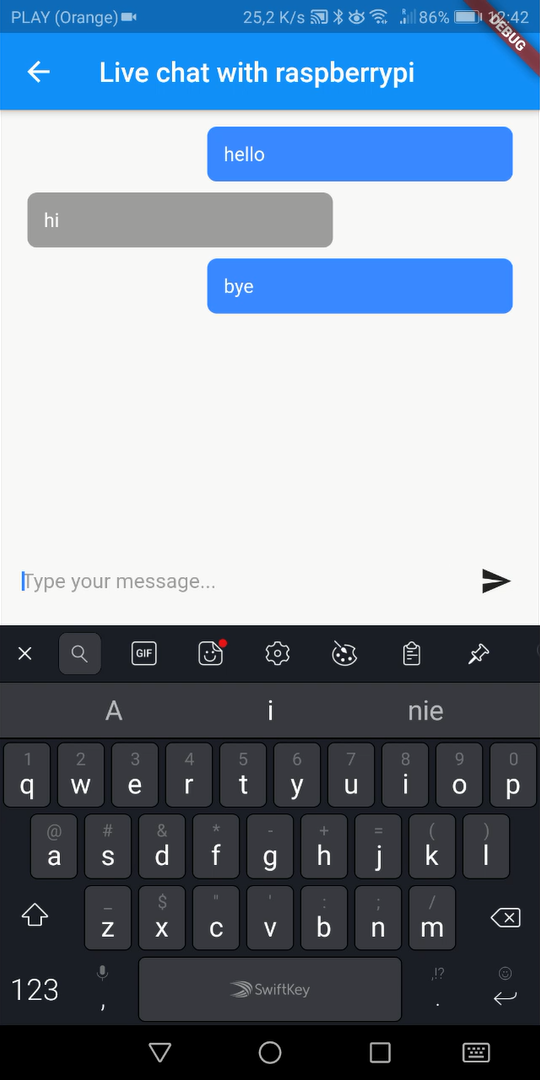 PLAY (Orange) 25,2 K/s 86% 12:42
DEBUG
Live chat with raspberrypi
hello
hi
bye
Type your message...
GIF
A i nie
1 2 3 4 5 6 7 8 9 0
q w e r t y u i o p
@ # & * - + = ( )
a s d f g h j k l
_ $ " ' : ; /
z x c v b n m
123 , SwiftKey ,!? .